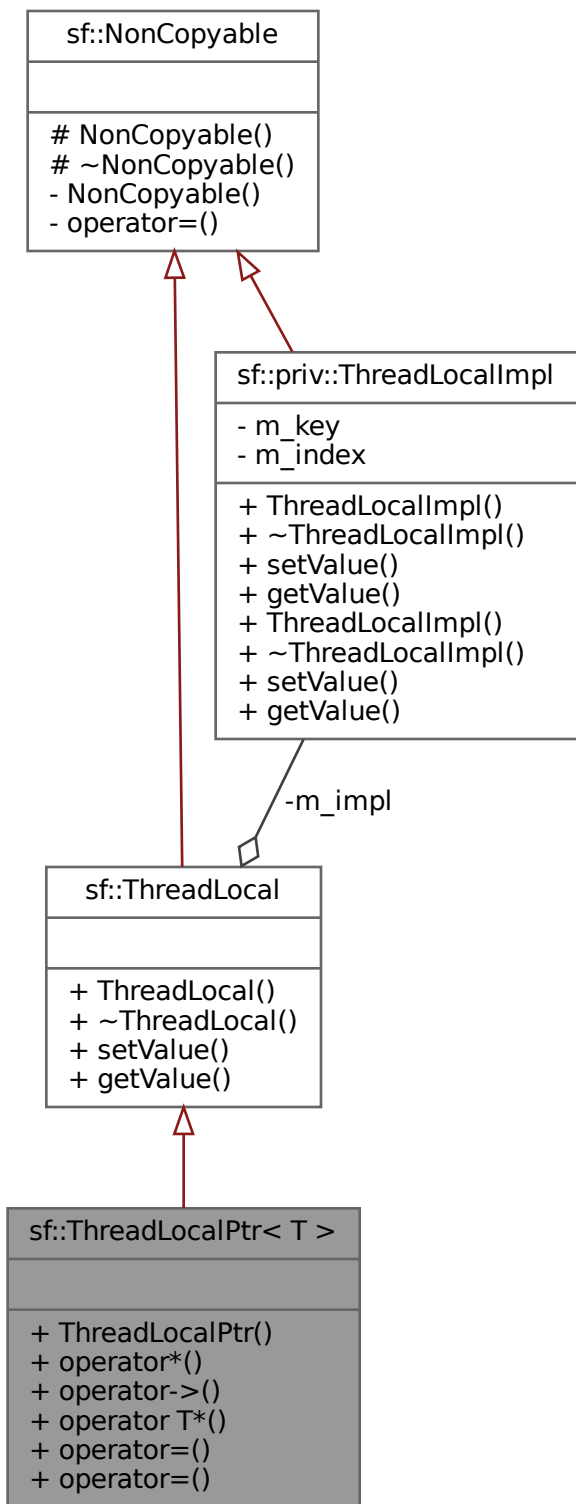 sf::NonCopyable
# NonCopyable()
# ~NonCopyable()
- NonCopyable()
- operator=()
sf::priv::ThreadLocalImpl
- m_key
- m_index
+ ThreadLocalImpl()
+ ~ThreadLocalImpl()
+ setValue()
+ getValue()
+ ThreadLocalImpl()
+ ~ThreadLocalImpl()
+ setValue()
+ getValue()
-m_impl
sf::ThreadLocal
+ ThreadLocal()
+ ~ThreadLocal()
+ setValue()
+ getValue()
sf::ThreadLocalPtr< T >
+ ThreadLocalPtr()
+ operator*()
+ operator->()
+ operator T*()
+ operator=()
+ operator=()